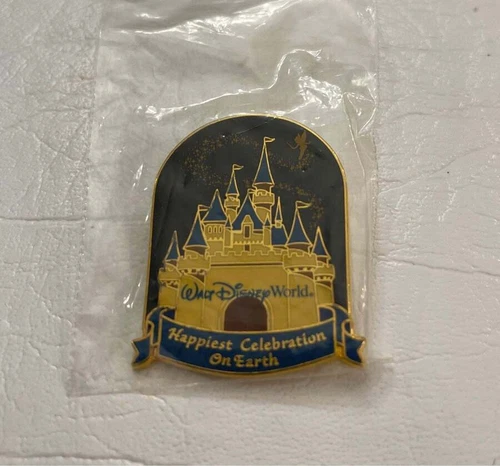 Walt Disney World®
Happiest Celebration
On Earth